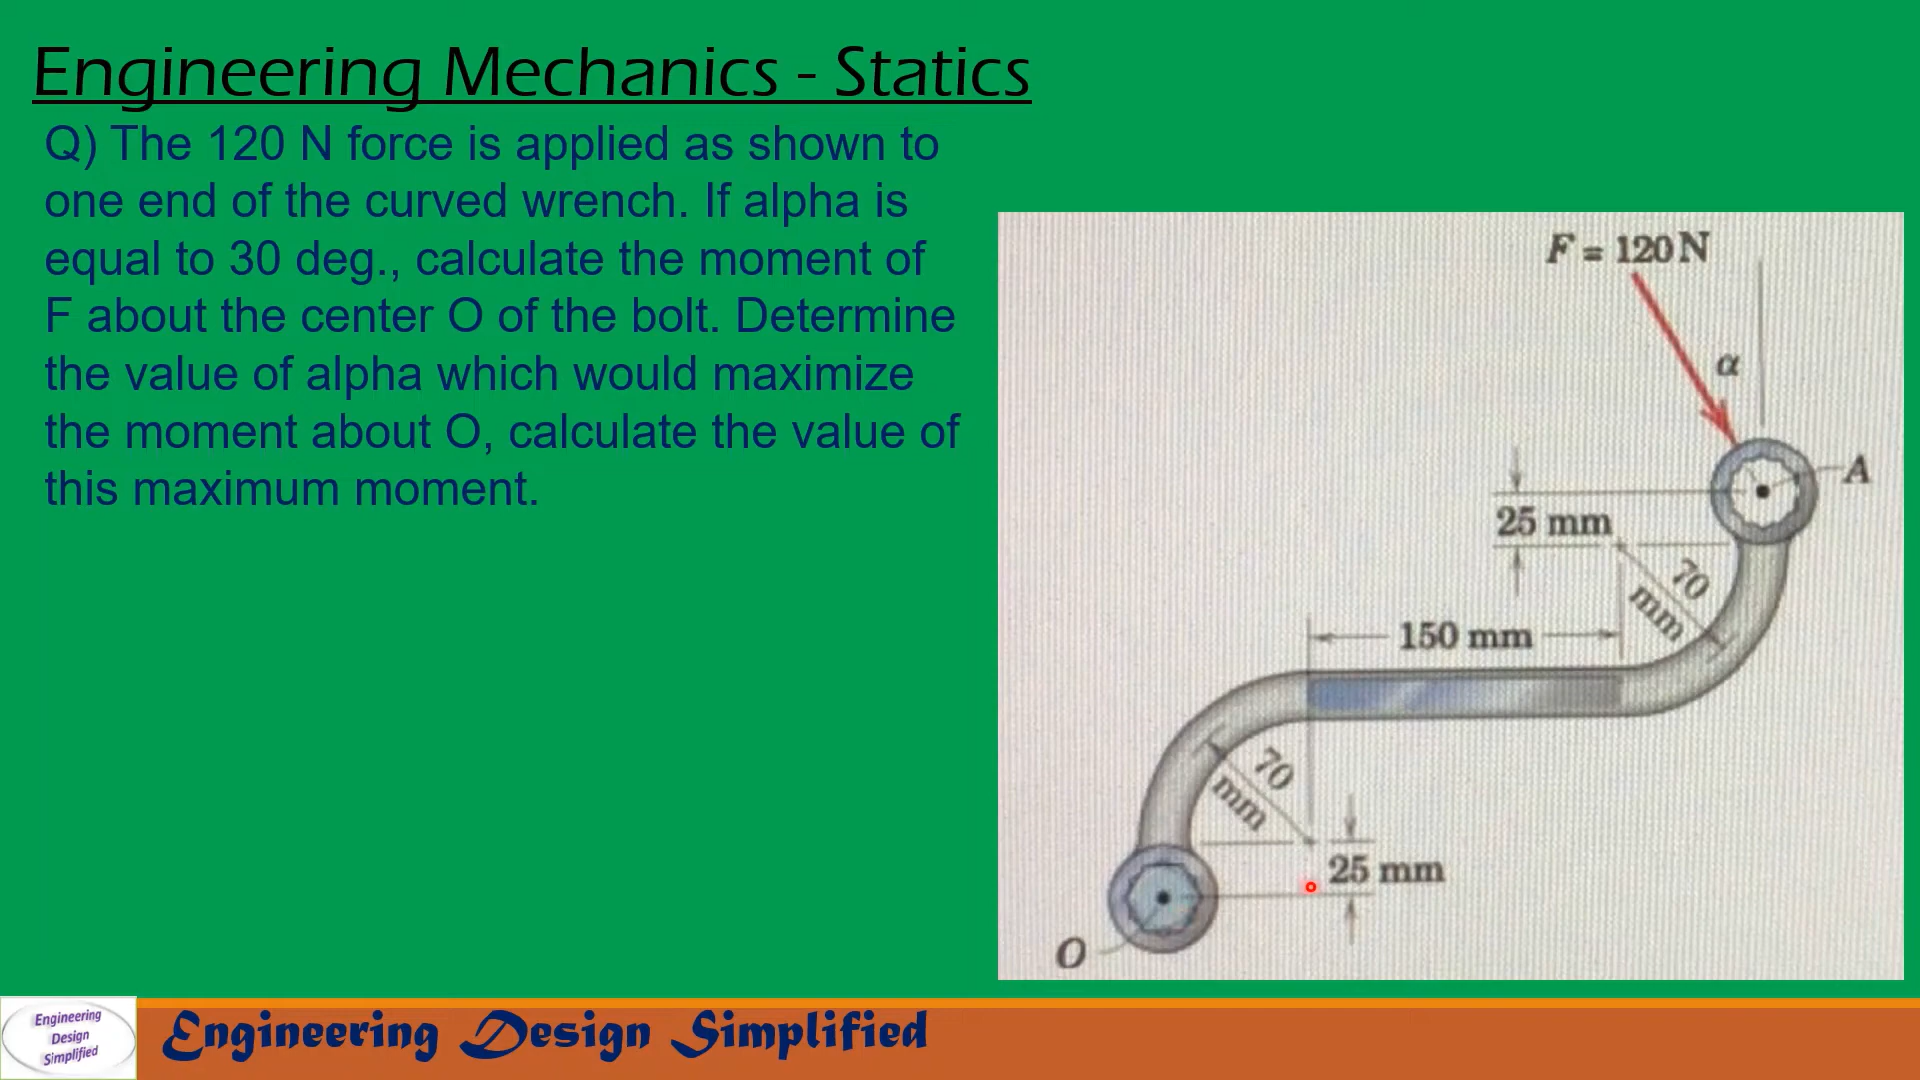 Engineering Mechanics - Statics
Q) The 120 N force is applied as shown to
one end of the curved wrench. If alpha is
equal to 30 deg., calculate the moment of
F about the center O of the bolt. Determine
the value of alpha which would maximize
the moment about O, calculate the value of
this maximum moment.
F = 120 N
α
A
25 mm
70
mm
150 mm
70
mm
25 mm
O
Engineering
Design
Simplified
Engineering Design Simplified